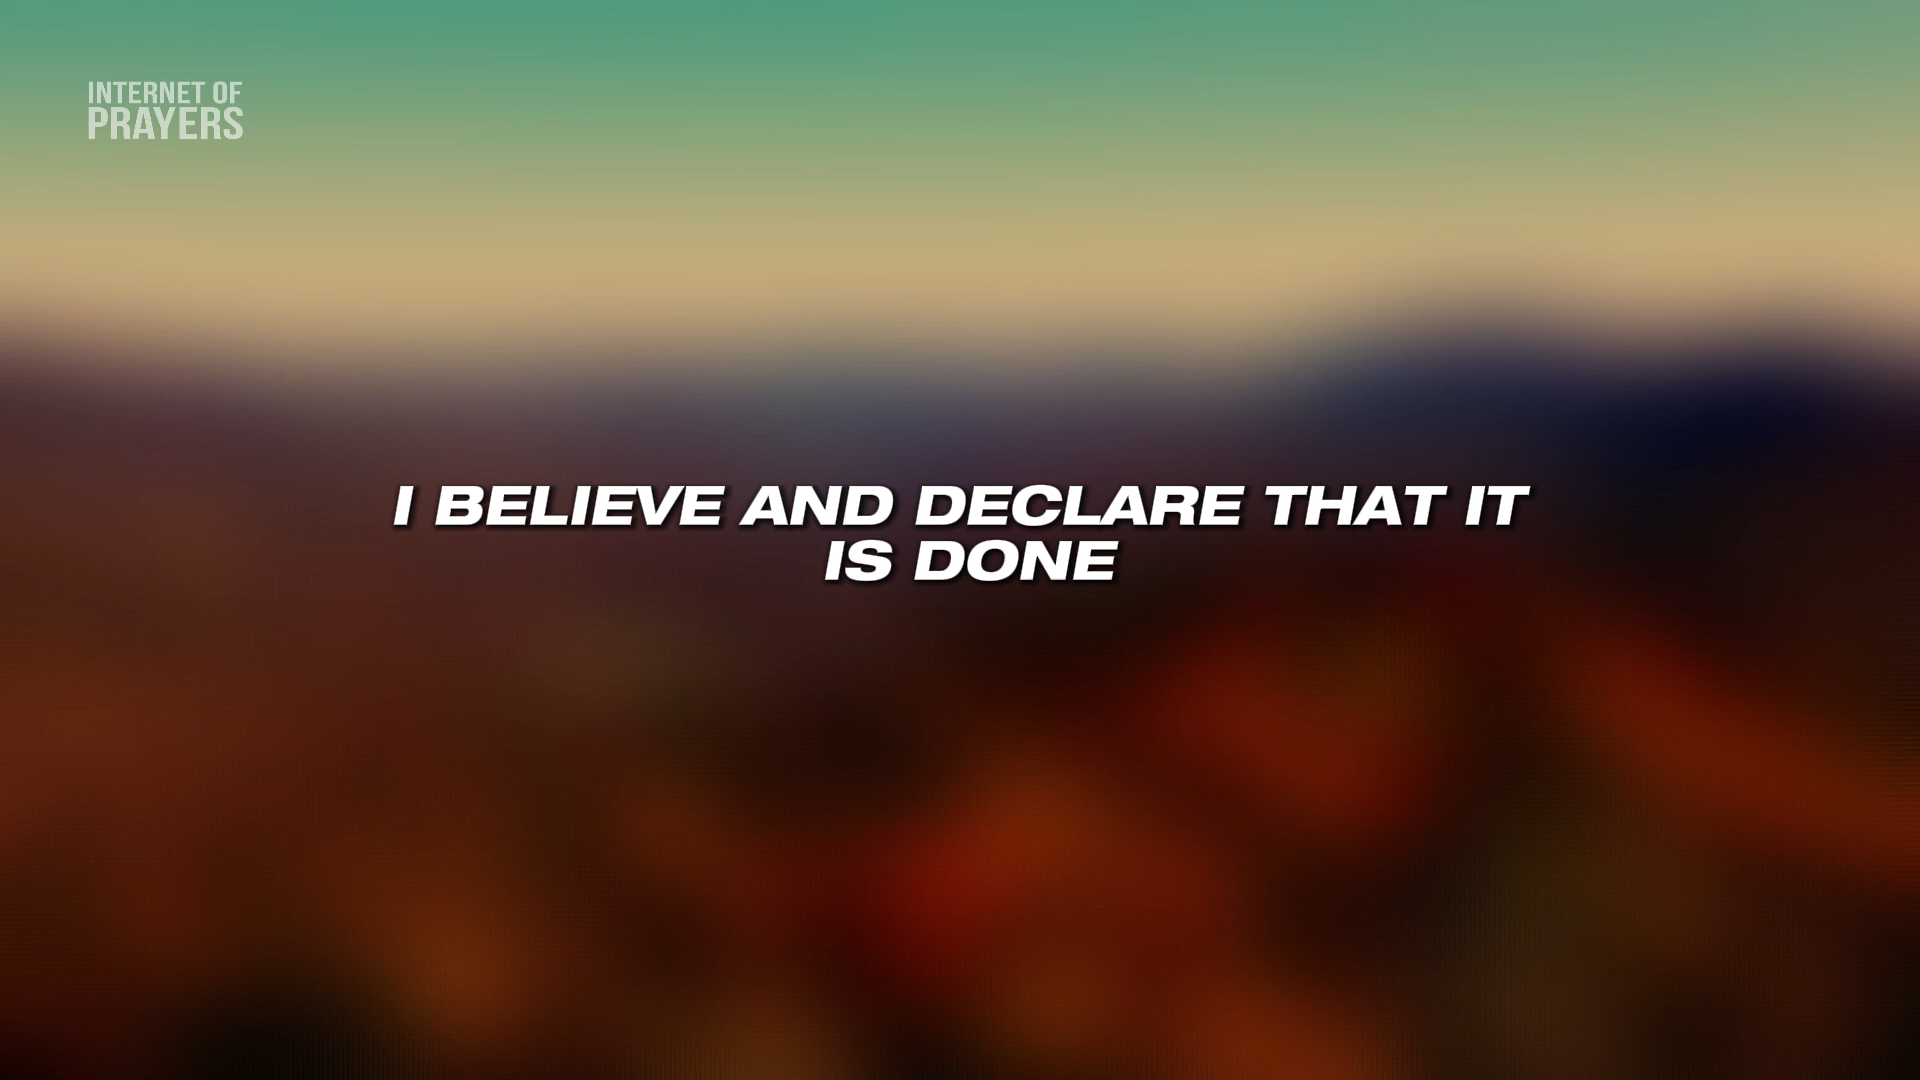 INTERNET OF
PRAYERS
I BELIEVE AND DECLARE THAT IT
IS DONE